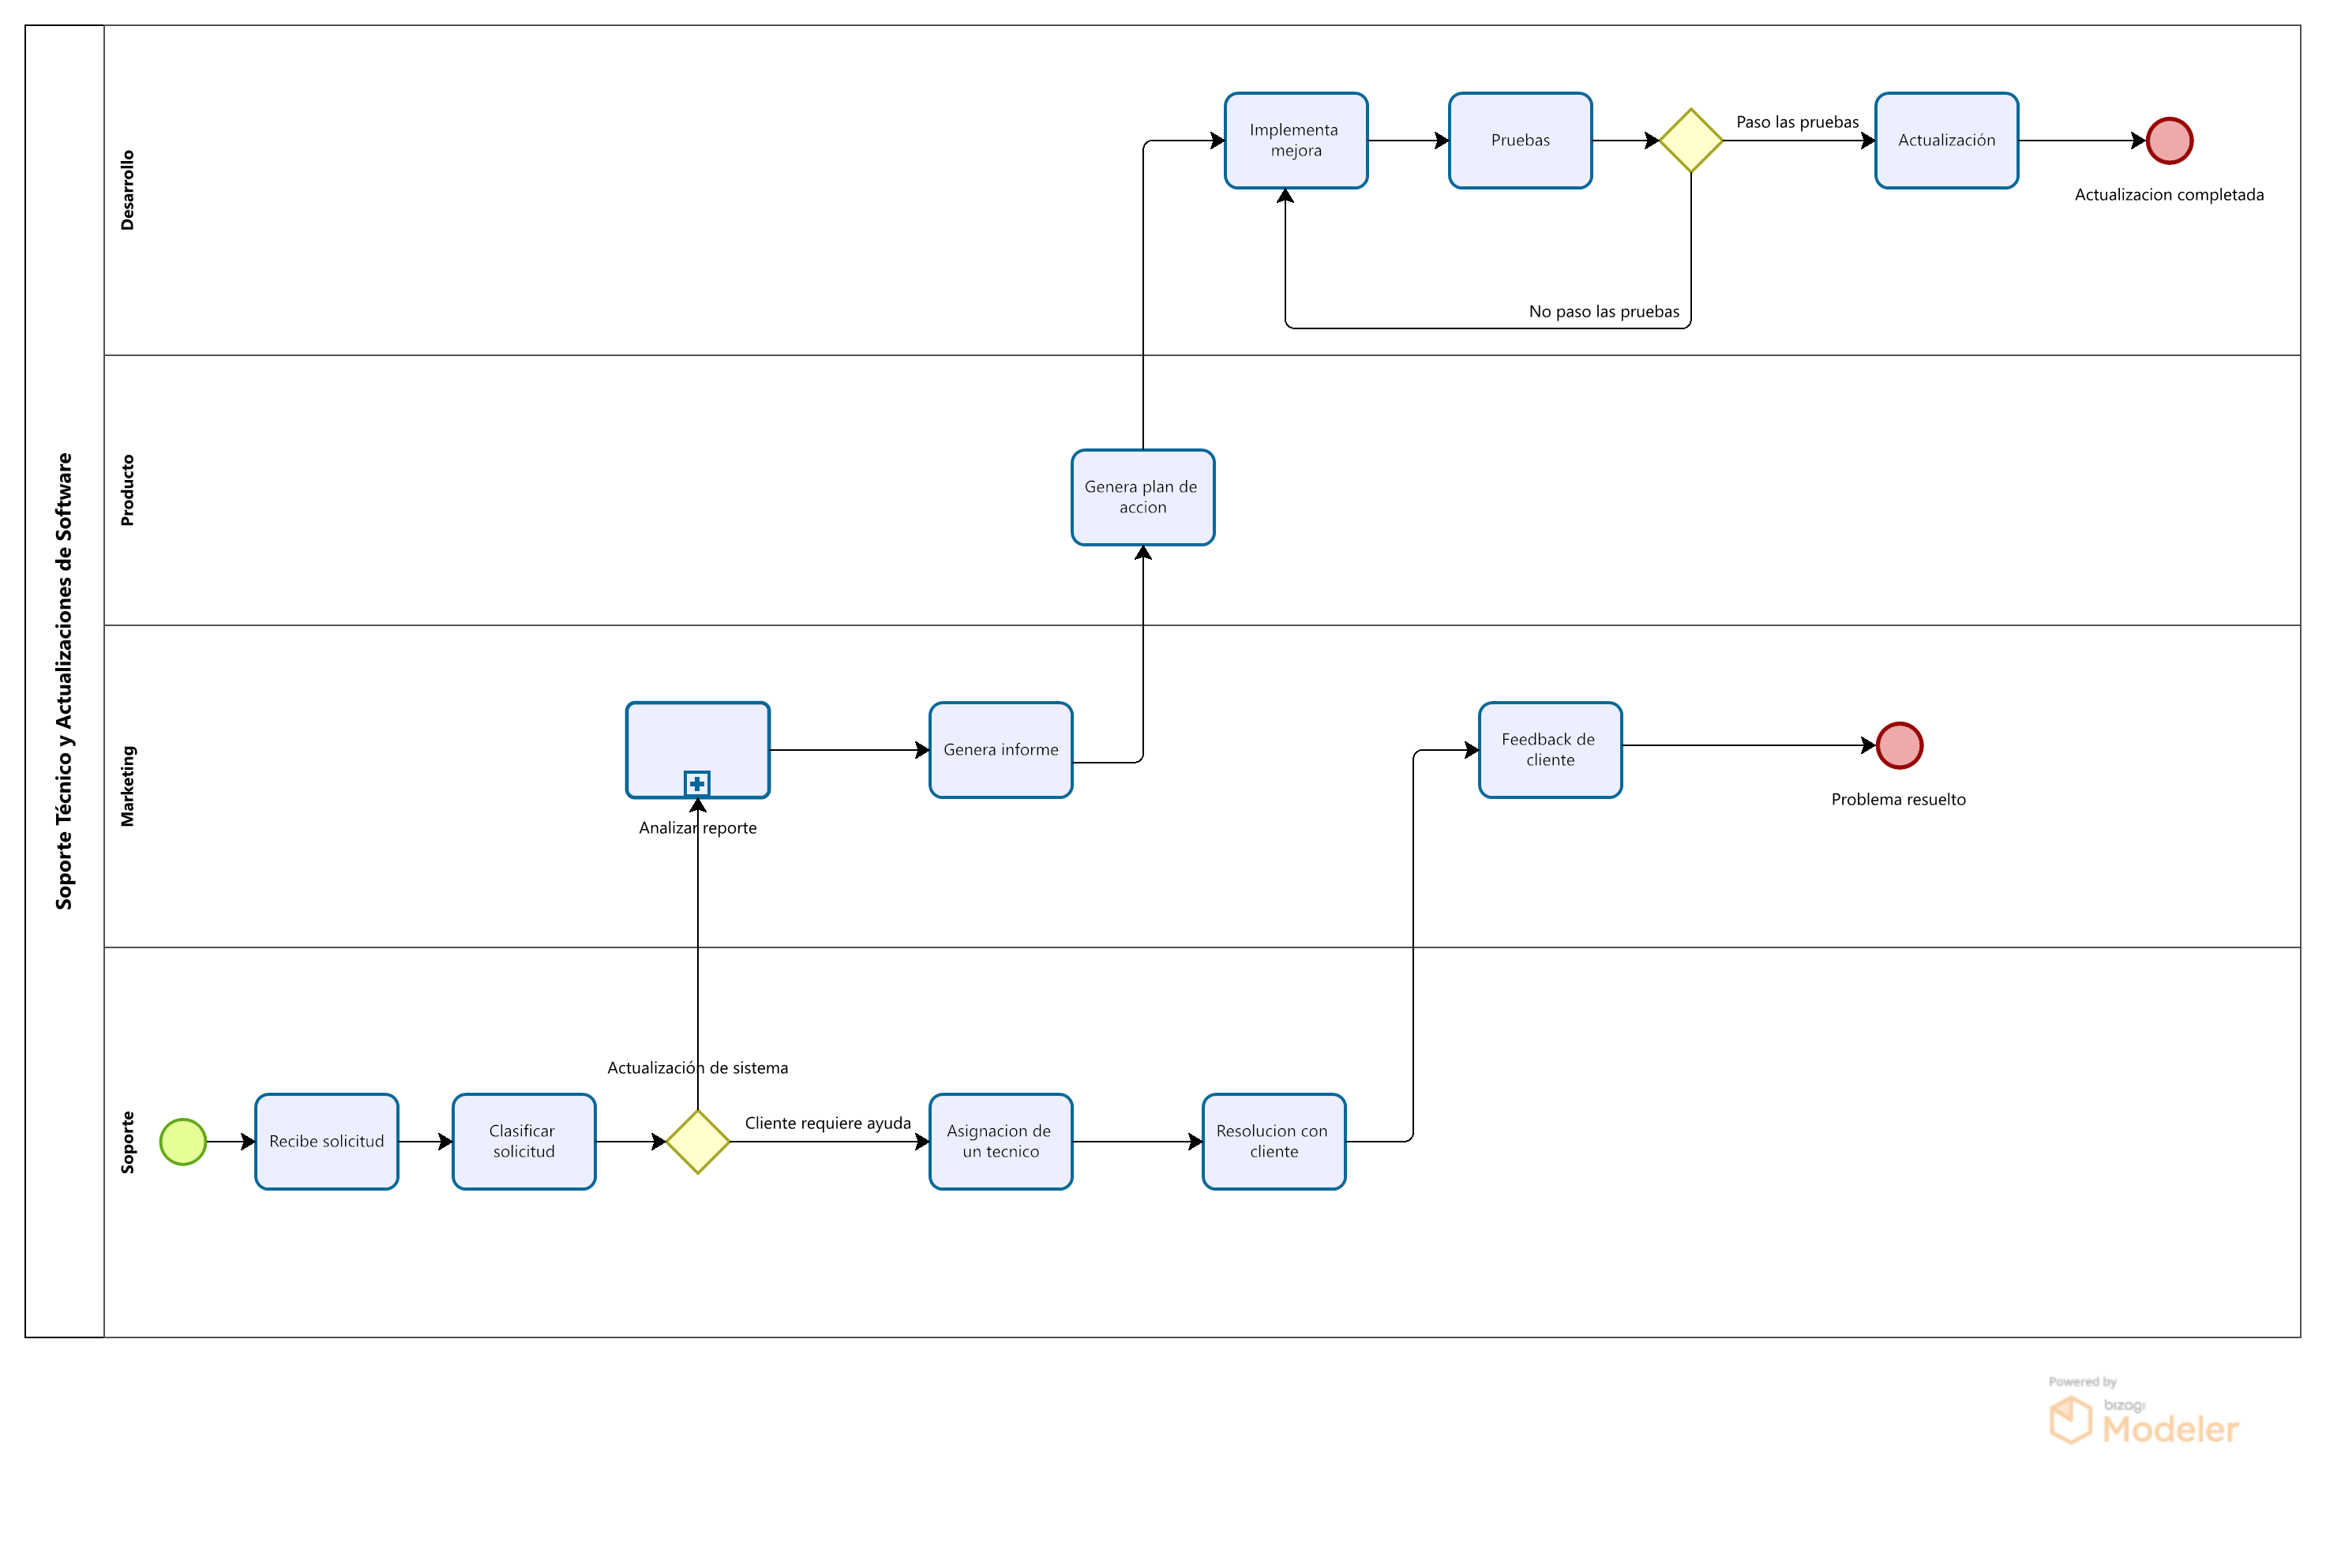 Soporte Técnico y Actualizaciones de Software
Desarrollo
Implementa
mejora
Pruebas
Paso las pruebas
Actualización
Actualizacion completada
No paso las pruebas
Producto
Genera plan de
accion
Marketing
Analizar reporte
Genera informe
Feedback de
cliente
Problema resuelto
Soporte
Recibe solicitud
Clasificar
solicitud
Actualización de sistema
Cliente requiere ayuda
Asignacion de
un tecnico
Resolucion con
cliente
Powered by
bizagi
Modeler